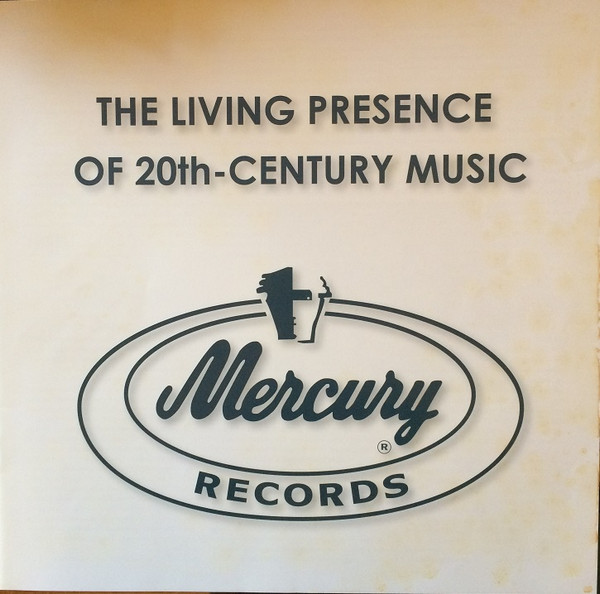 THE LIVING PRESENCE
OF 20th-CENTURY MUSIC
Mercury
®
RECORDS